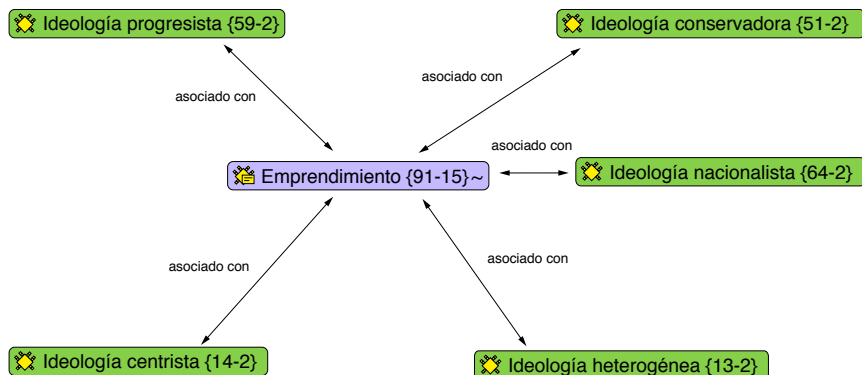 Ideología progresista {59-2}
Ideología conservadora {51-2}
asociado con
asociado con
asociado con
Emprendimiento {91-15}~
Ideología nacionalista {64-2}
asociado con
asociado con
Ideología centrista {14-2}
Ideología heterogénea {13-2}